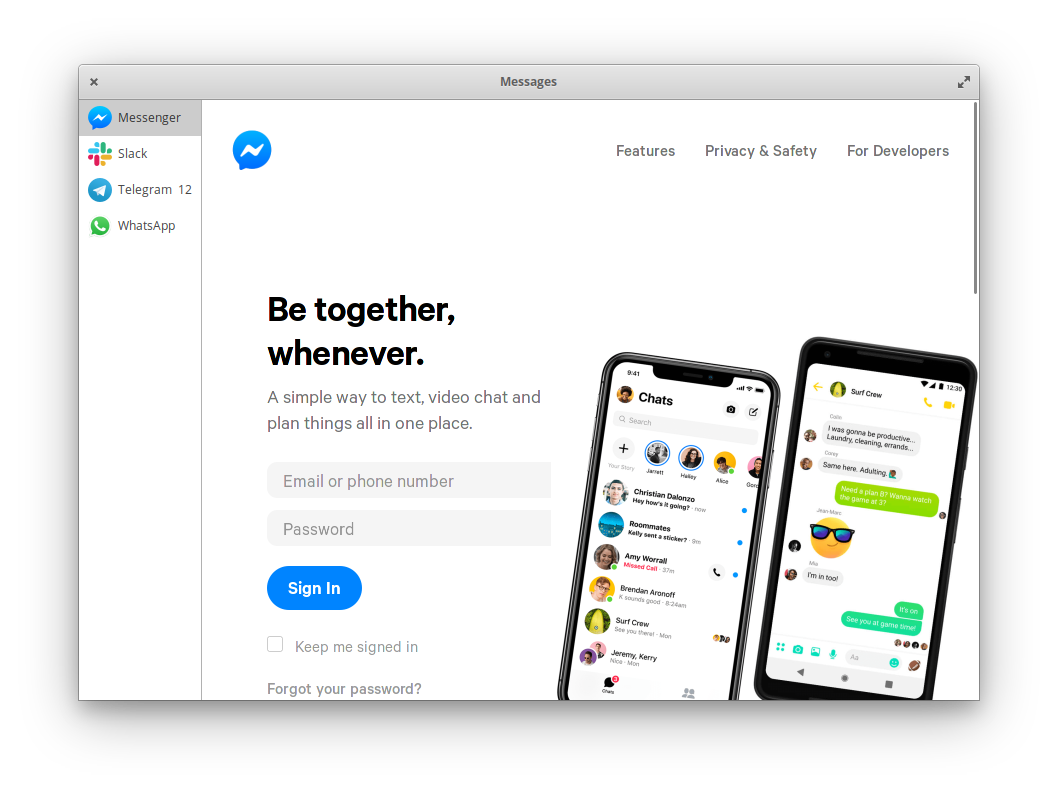 Messages
Messenger
Slack
Telegram 12
WhatsApp
Features Privacy & Safety For Developers
Be together,
whenever.
A simple way to text, video chat and
plan things all in one place.
Email or phone number
Password
Sign In
Keep me signed in
Forgot your password?
9:41
Chats
Search
Your Story
Jarrett
Hailey
Alice
Christian Dalonzo
Hey how's it going? · now
Roommates
Kelly sent a sticker? · 9m
Amy Worrall
Missed Call · 37m
Brendan Aronoff
K sounds good · 8:24am
Surf Crew
See you there! · Mon
Jeremy, Kerry
Nice · Mon
Chats
12:30
Surf Crew
I was gonna be productive...
Laundry, cleaning, errands...
Corey
Same here. Adulting.
Need a plan B? Wanna watch
the game at 3?
Jean-Marc
Mia
I'm in too!
It's on
See you at game time!
Aa